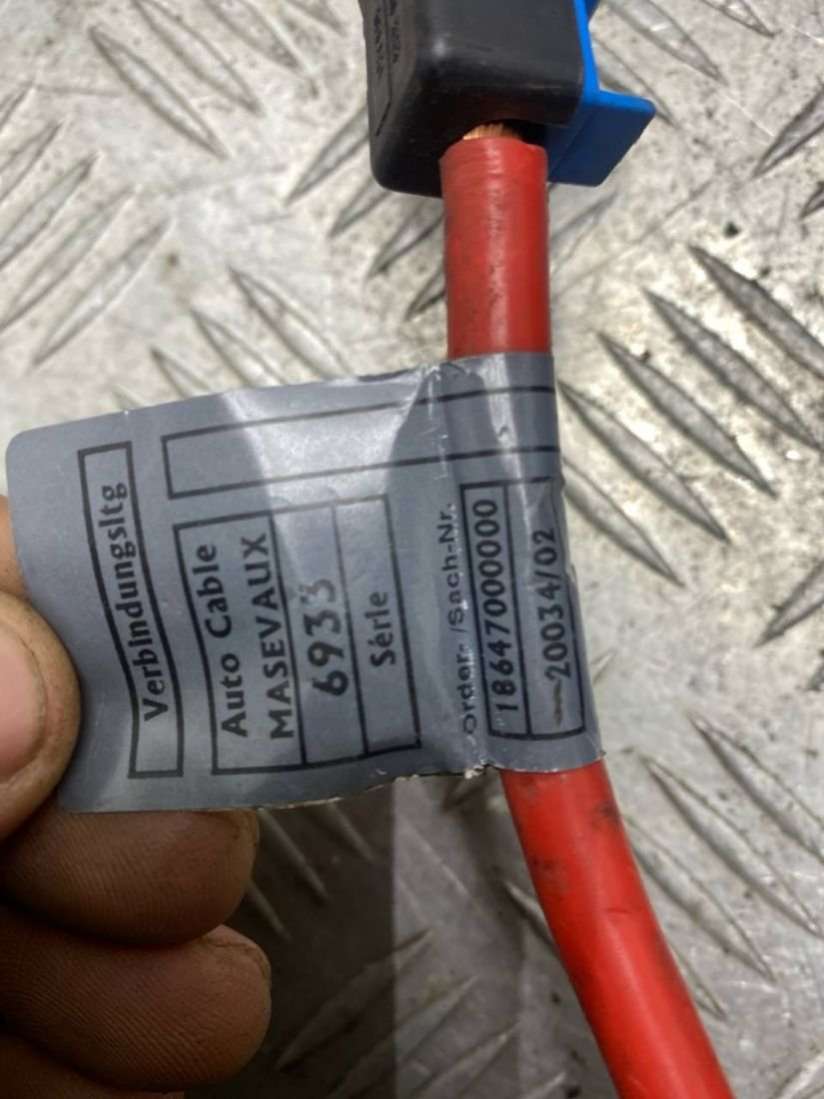 Verbindungsltg
Auto Cable
MASEVAUX
6933
Série
Order- /Sach-Nr.
18647000000
20034/02